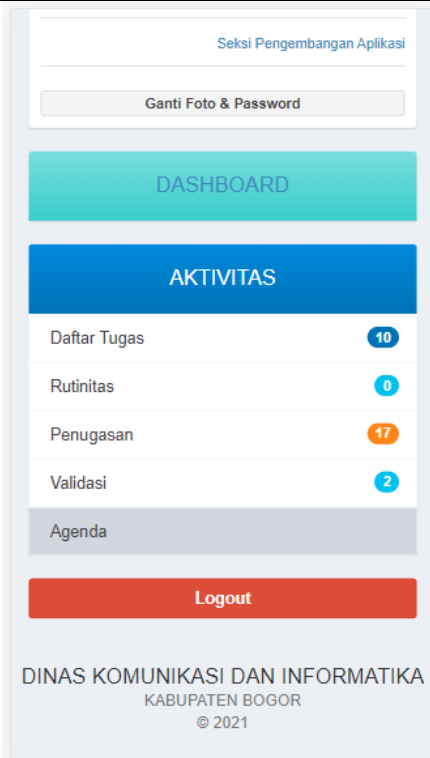 Seksi Pengembangan Aplikasi
Ganti Foto & Password
DASHBOARD
AKTIVITAS
Daftar Tugas 10
Rutinitas 0
Penugasan 17
Validasi 2
Agenda
Logout
DINAS KOMUNIKASI DAN INFORMATIKA
KABUPATEN BOGOR
© 2021